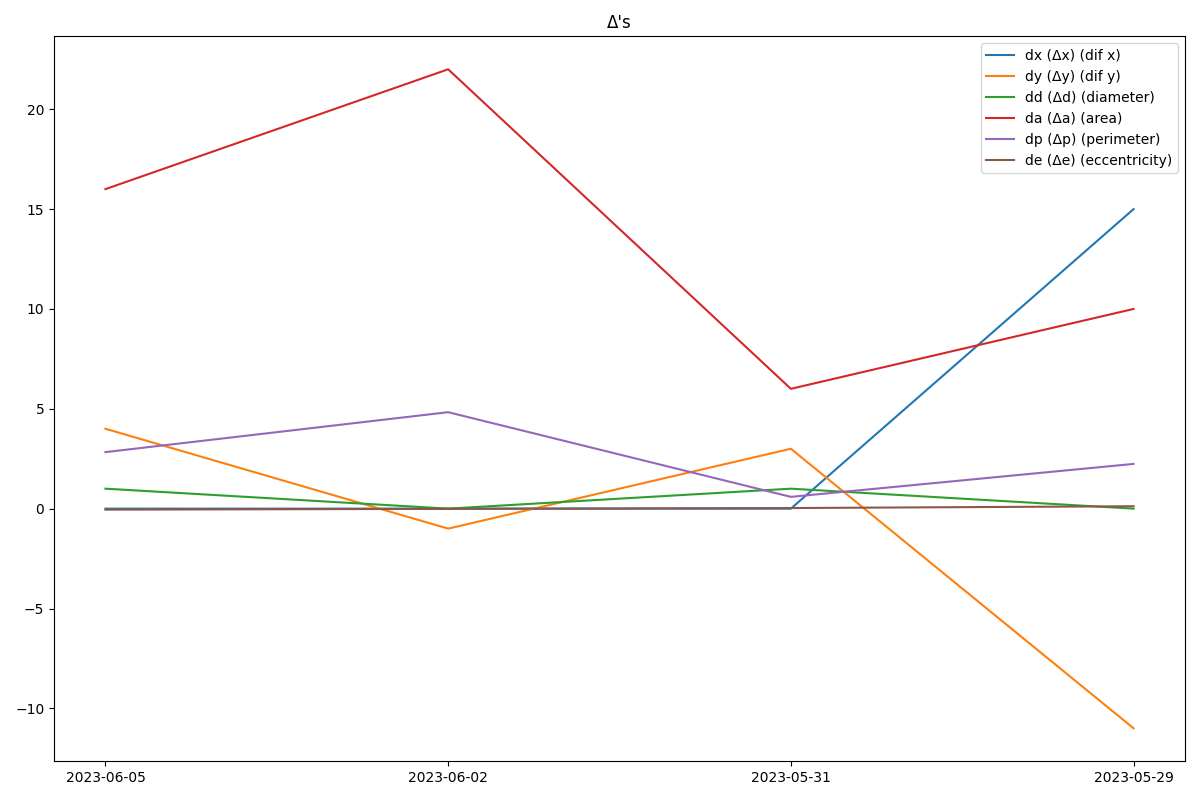 Δ's
dx (Δx) (dif x)
dy (Δy) (dif y)
dd (Δd) (diameter)
da (Δa) (area)
dp (Δp) (perimeter)
de (Δe) (eccentricity)
20
15
10
5
0
−5
−10
2023-06-05 2023-06-02 2023-05-31 2023-05-29